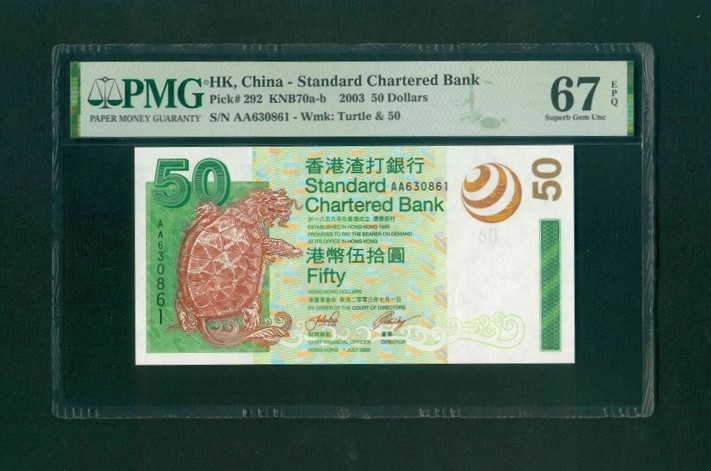 PMG
PAPER MONEY GUARANTY
HK, China - Standard Chartered Bank
Pick# 292 KNB70a-b 2003 50 Dollars
S/N AA630861 - Wmk: Turtle & 50
67 EPQ
Superb Gem Unc
50
香港渣打銀行
Standard
AA630861
Chartered Bank
50
ESTABLISHED IN HONG KONG 1859
PROMISES TO PAY THE BEARER ON DEMAND
AT ITS OFFICE IN HONG KONG
港幣伍拾圓
Fifty
HONG KONG DOLLARS
BY ORDER OF THE COURT OF DIRECTORS
CHIEF FINANCIAL OFFICER DIRECTOR
HONG KONG 1 JULY 2003
AA630861